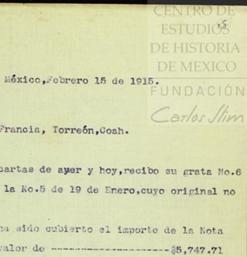 CENTRO DE
ESTUDIOS
DE HISTORIA
DE MEXICO
FUNDACIÓN
Carlos Slim
México,Febrero 15 de 1915.
Francia, Torreón,Coah.
cartas de ayer y hoy,recibo su grata No.6
la No.5 de 19 de Enero,cuyo original no
ha sido cubierto el importe de la Nota
valor de ------------------$5,747.71